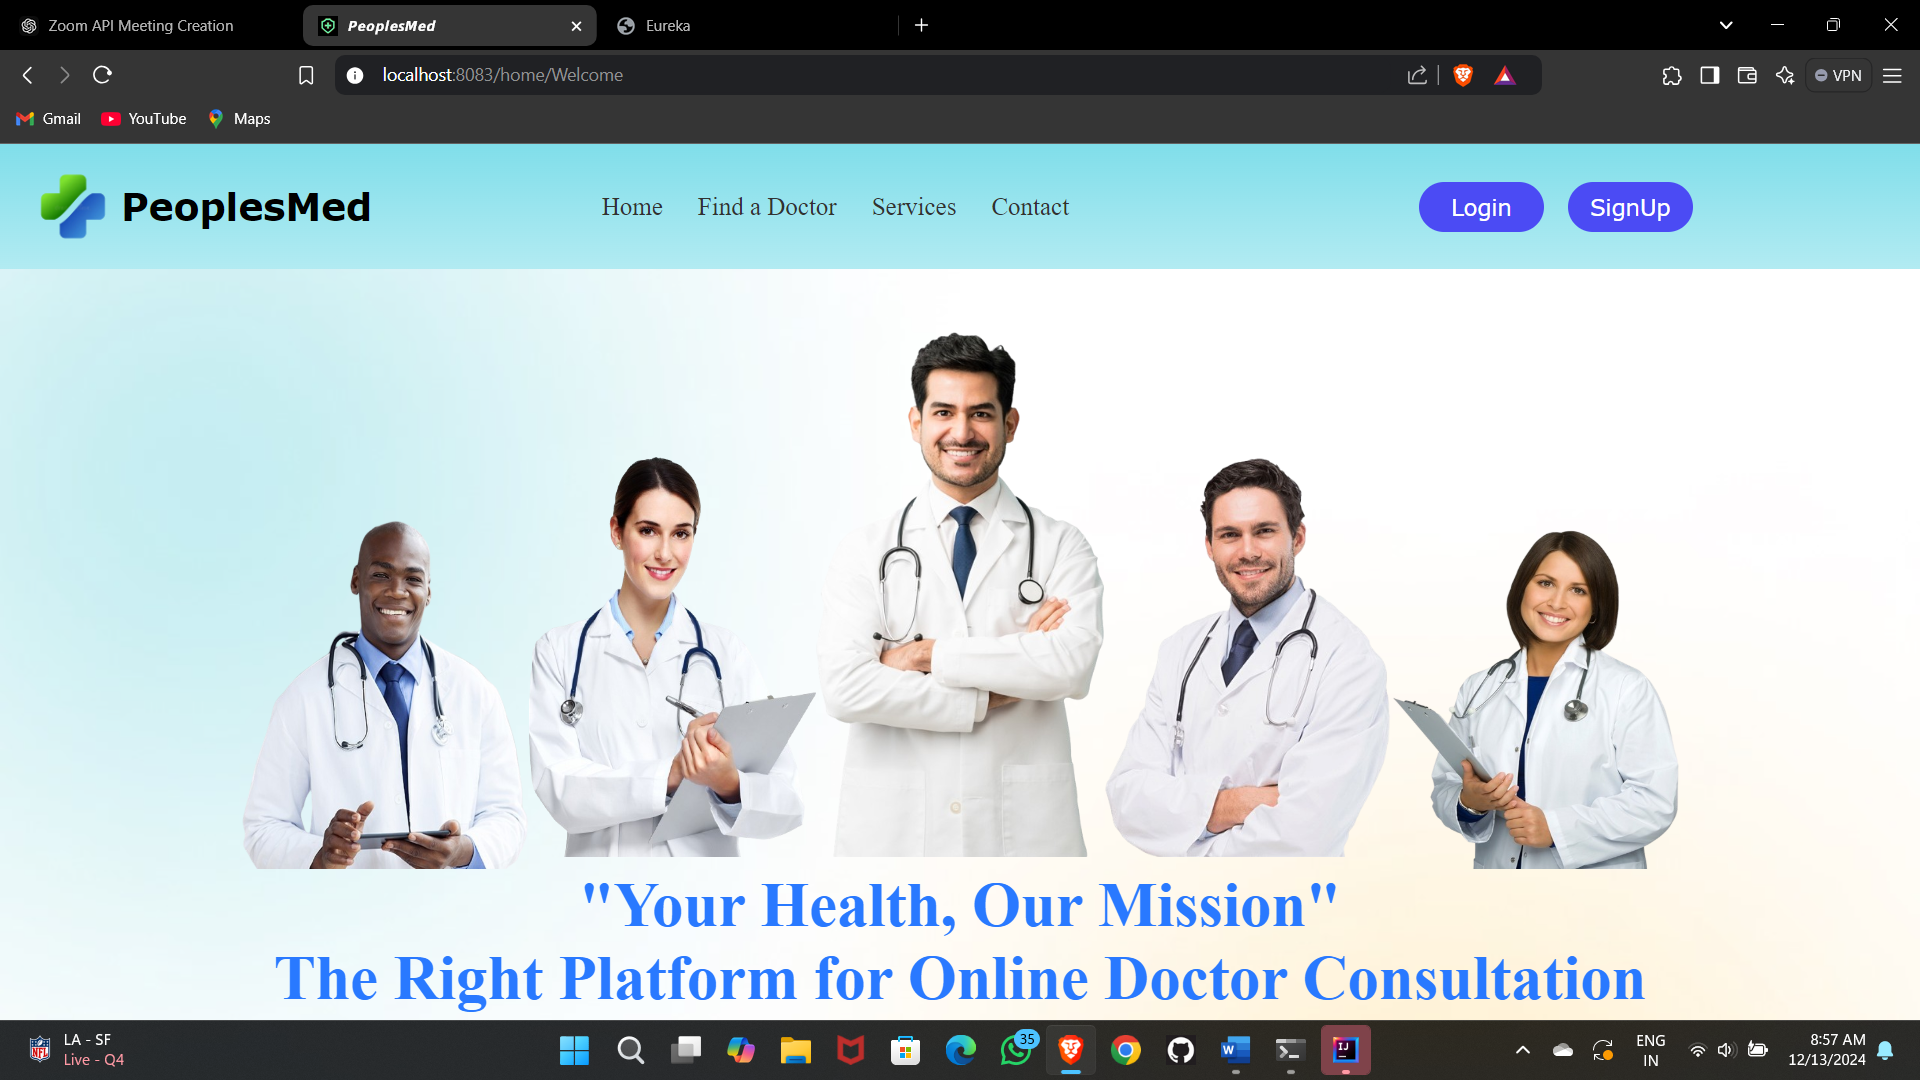 Zoom API Meeting Creation
PeoplesMed
Eureka
localhost:8083/home/Welcome
VPN
Gmail
YouTube
Maps
PeoplesMed
Home
Find a Doctor
Services
Contact
Login
SignUp
"Your Health, Our Mission"
The Right Platform for Online Doctor Consultation
NFL
LA - SF
Live - Q4
35
W
IJ
ENG
IN
8:57 AM
12/13/2024